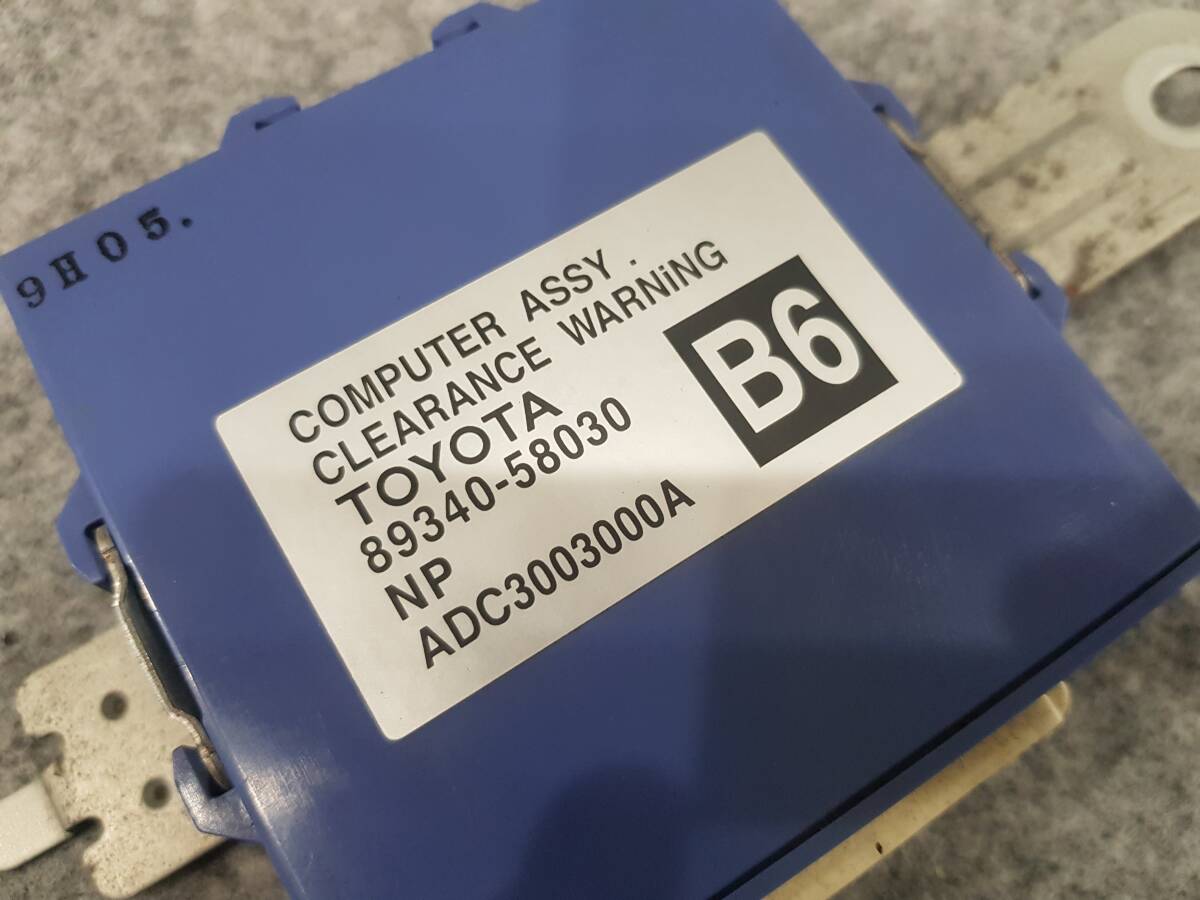 9H05.
COMPUTER ASSY.
CLEARANCE WARNiNG
TOYOTA
89340-58030
NP
ADC3003000A
B6